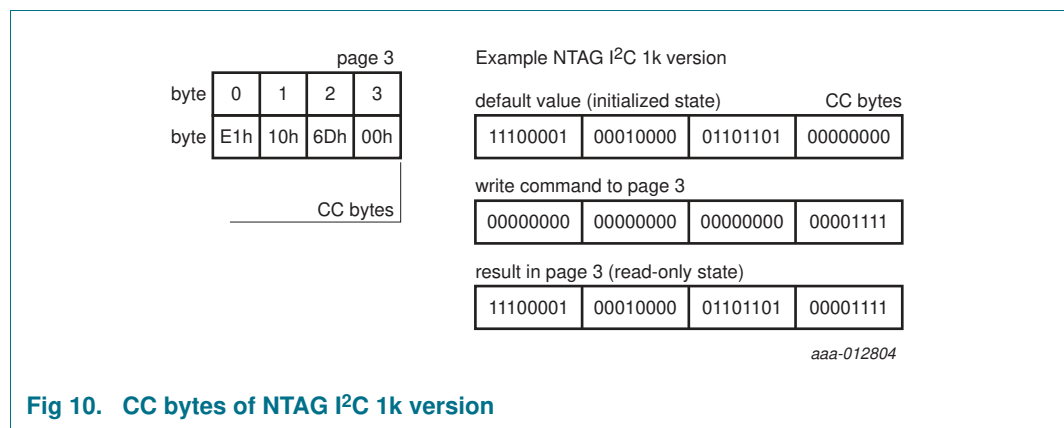 page 3
byte 0 1 2 3
byte E1h 10h 6Dh 00h
CC bytes
Example NTAG I²C 1k version
default value (initialized state) CC bytes
11100001 00010000 01101101 00000000
write command to page 3
00000000 00000000 00000000 00001111
result in page 3 (read-only state)
11100001 00010000 01101101 00001111
aaa-012804
Fig 10. CC bytes of NTAG I²C 1k version